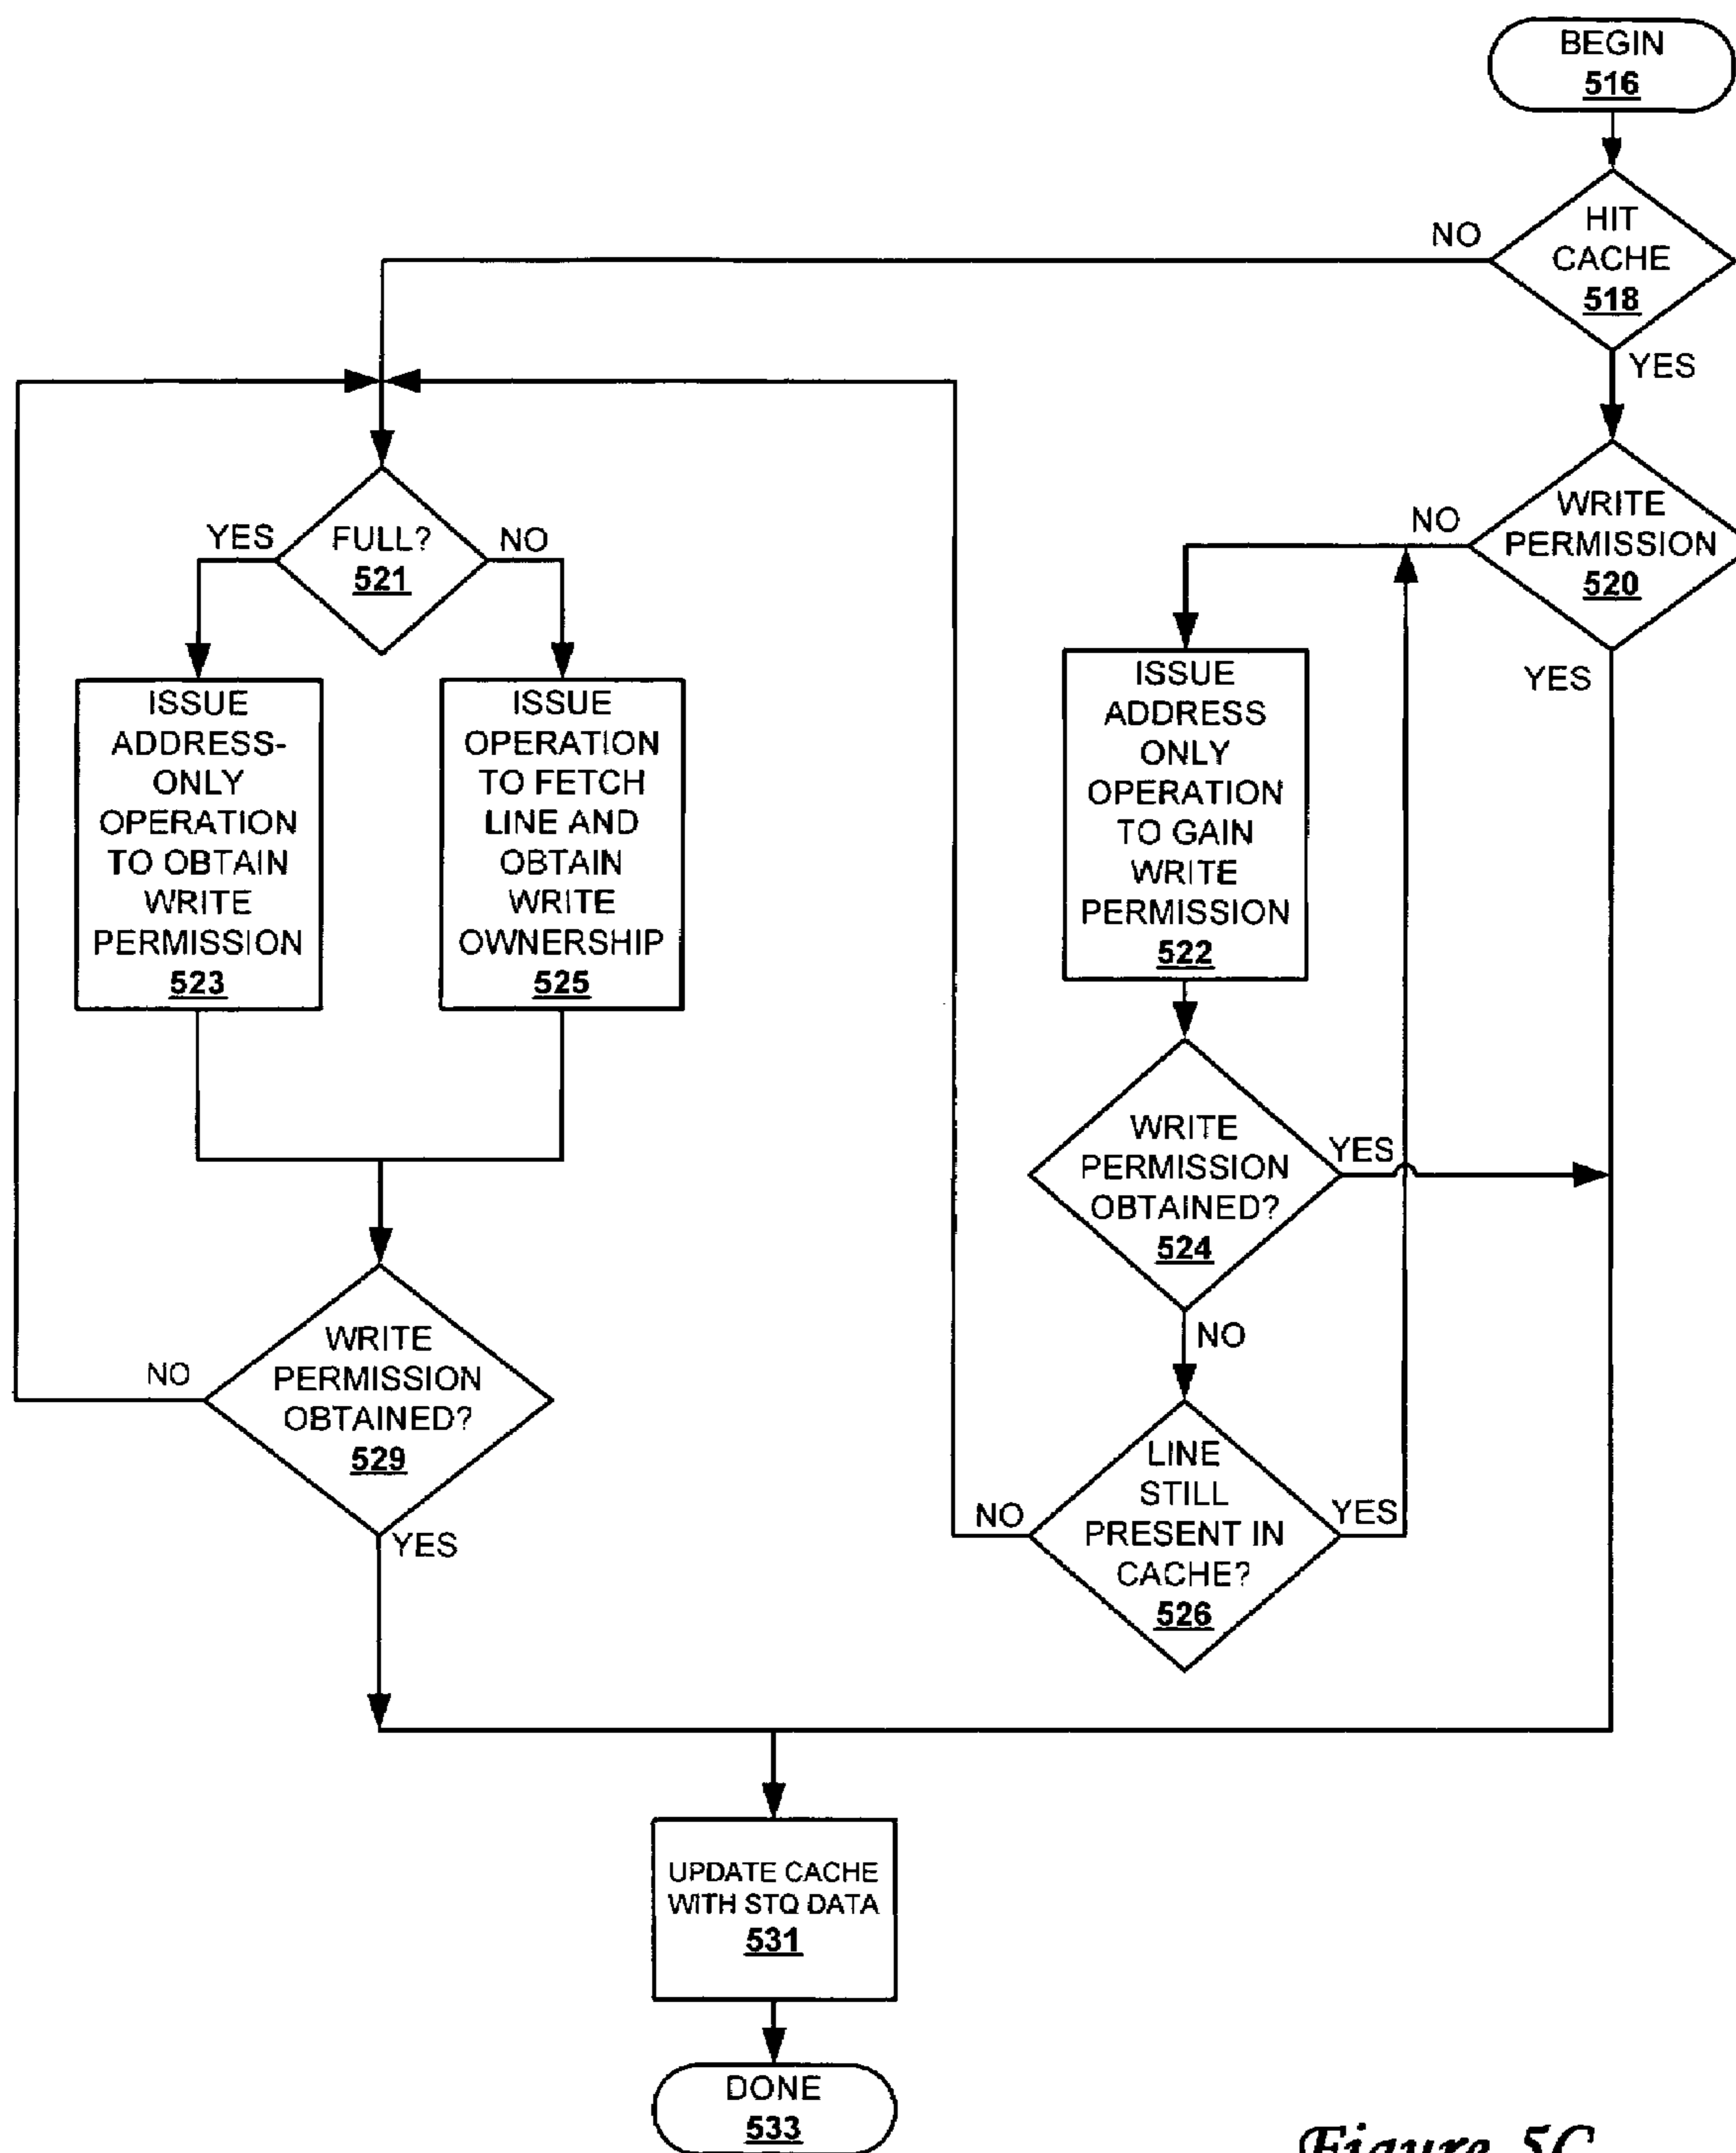 BEGIN
516
HIT
CACHE
518
NO
YES
WRITE
PERMISSION
520
NO
YES
FULL?
521
YES
NO
ISSUE
ADDRESS-
ONLY
OPERATION
TO OBTAIN
WRITE
PERMISSION
523
ISSUE
OPERATION
TO FETCH
LINE AND
OBTAIN
WRITE
OWNERSHIP
525
ISSUE
ADDRESS
ONLY
OPERATION
TO GAIN
WRITE
PERMISSION
522
WRITE
PERMISSION
OBTAINED?
524
YES
NO
WRITE
PERMISSION
OBTAINED?
529
NO
YES
LINE
STILL
PRESENT IN
CACHE?
526
NO
YES
UPDATE CACHE
WITH STQ DATA
531
DONE
533
Figure 5C